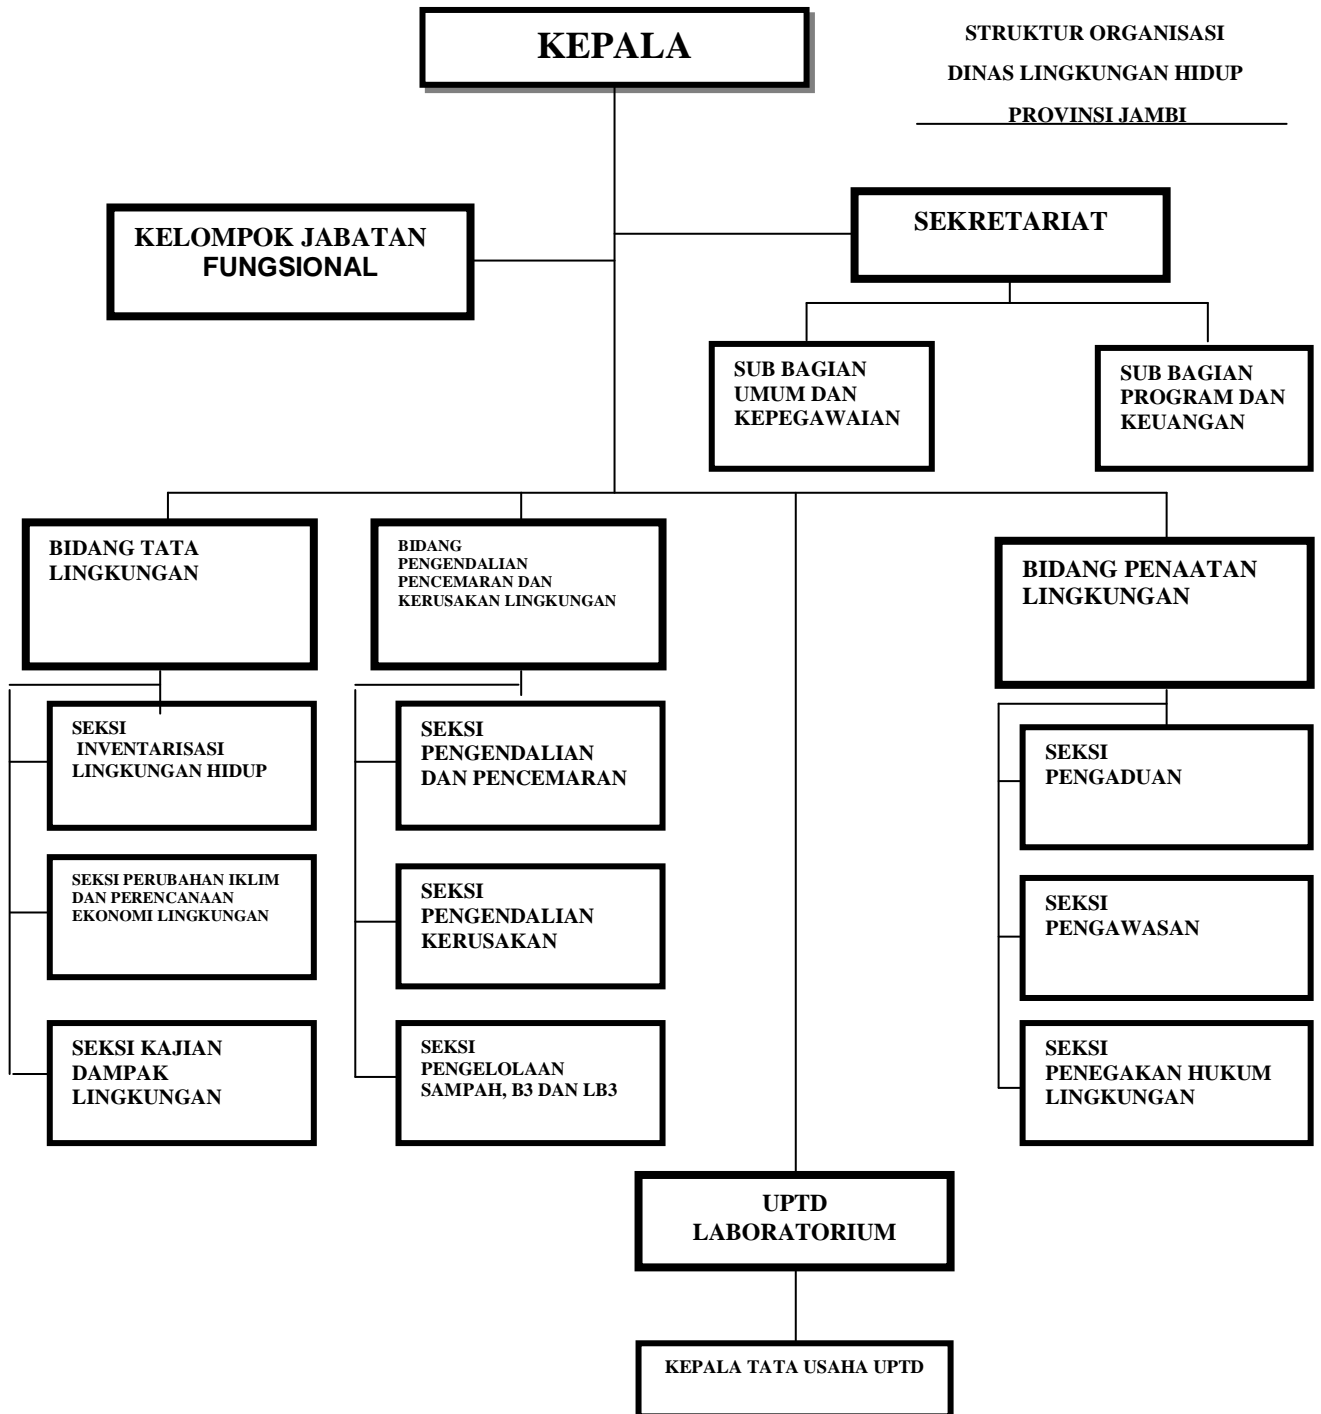 KEPALA
STRUKTUR ORGANISASI
DINAS LINGKUNGAN HIDUP
PROVINSI JAMBI
KELOMPOK JABATAN
FUNGSIONAL
SEKRETARIAT
SUB BAGIAN
UMUM DAN
KEPEGAWAIAN
SUB BAGIAN
PROGRAM DAN
KEUANGAN
BIDANG TATA
LINGKUNGAN
BIDANG
PENGENDALIAN
PENCEMARAN DAN
KERUSAKAN LINGKUNGAN
BIDANG PENAATAN
LINGKUNGAN
SEKSI
INVENTARISASI
LINGKUNGAN HIDUP
SEKSI PERUBAHAN IKLIM
DAN PERENCANAAN
EKONOMI LINGKUNGAN
SEKSI KAJIAN
DAMPAK
LINGKUNGAN
SEKSI
PENGENDALIAN
DAN PENCEMARAN
SEKSI
PENGENDALIAN
KERUSAKAN
SEKSI
PENGELOLAAN
SAMPAH, B3 DAN LB3
SEKSI
PENGADUAN
SEKSI
PENGAWASAN
SEKSI
PENEGAKAN HUKUM
LINGKUNGAN
UPTD
LABORATORIUM
KEPALA TATA USAHA UPTD